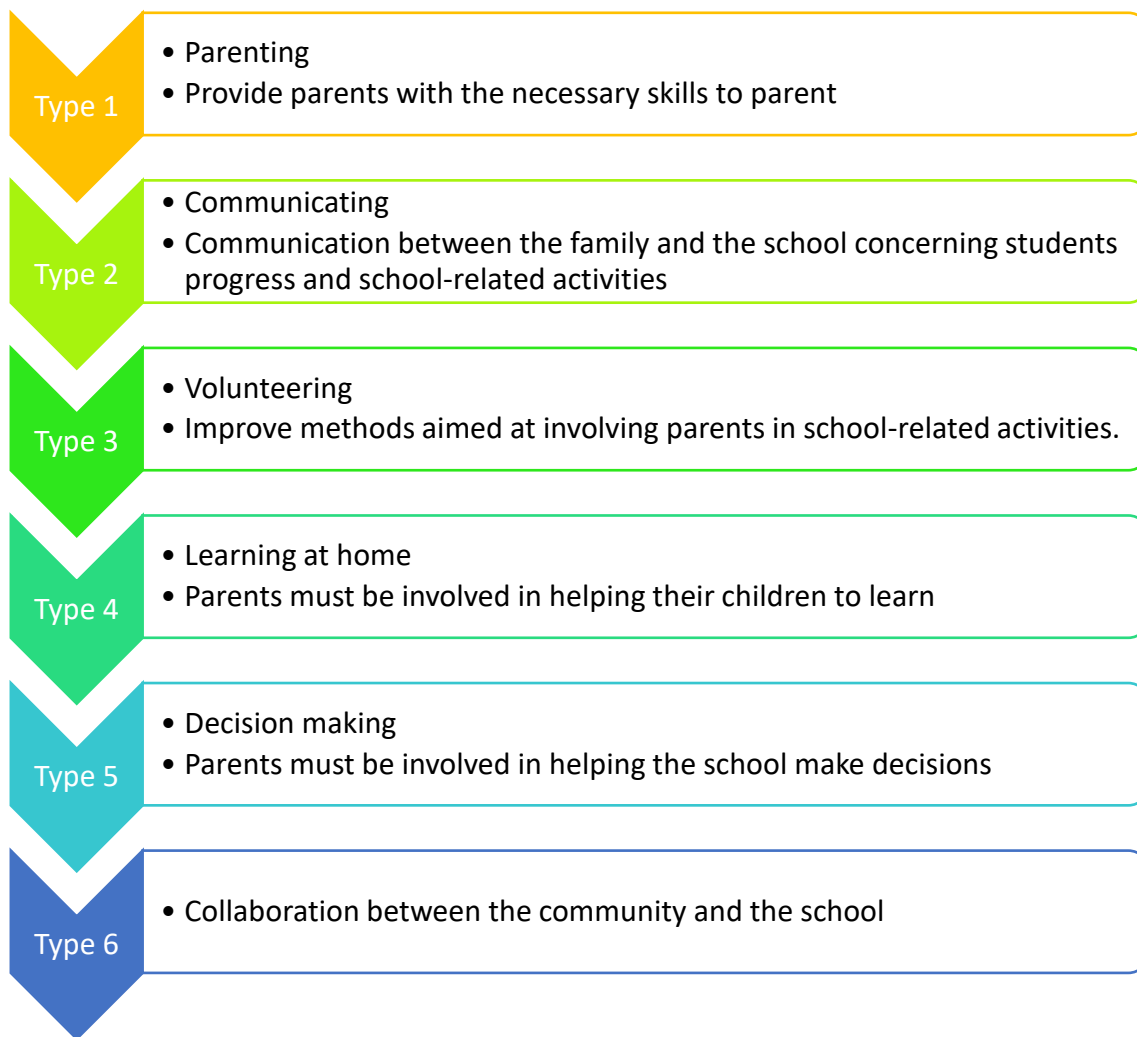 Type 1
• Parenting
• Provide parents with the necessary skills to parent
Type 2
• Communicating
• Communication between the family and the school concerning students
progress and school-related activities
Type 3
• Volunteering
• Improve methods aimed at involving parents in school-related activities.
Type 4
• Learning at home
• Parents must be involved in helping their children to learn
Type 5
• Decision making
• Parents must be involved in helping the school make decisions
Type 6
• Collaboration between the community and the school